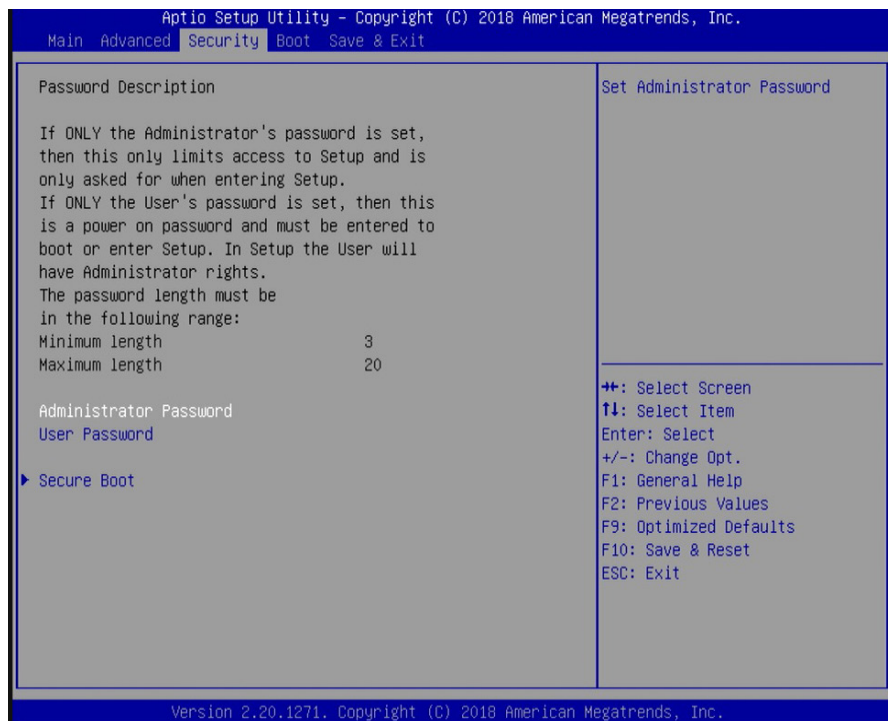 Aptio Setup Utility – Copyright (C) 2018 American Megatrends, Inc.
Main Advanced Security Boot Save & Exit
Password Description
If ONLY the Administrator's password is set,
then this only limits access to Setup and is
only asked for when entering Setup.
If ONLY the User's password is set, then this
is a power on password and must be entered to
boot or enter Setup. In Setup the User will
have Administrator rights.
The password length must be
in the following range:
Minimum length 3
Maximum length 20
Administrator Password
User Password
Secure Boot
Set Administrator Password
→←: Select Screen
↑↓: Select Item
Enter: Select
+/-: Change Opt.
F1: General Help
F2: Previous Values
F9: Optimized Defaults
F10: Save & Reset
ESC: Exit
Version 2.20.1271. Copyright (C) 2018 American Megatrends, Inc.